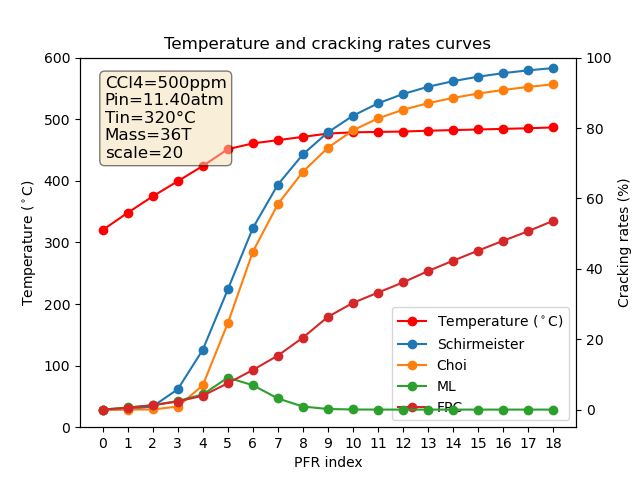 Temperature and cracking rates curves
CCl4=500ppm
Pin=11.40atm
Tin=320°C
Mass=36T
scale=20
Temperature (°C)
600
500
400
300
200
100
0
Cracking rates (%)
100
80
60
40
20
0
Temperature (°C)
Schirmeister
Choi
ML
EPC
0 1 2 3 4 5 6 7 8 9 10 11 12 13 14 15 16 17 18
PFR index